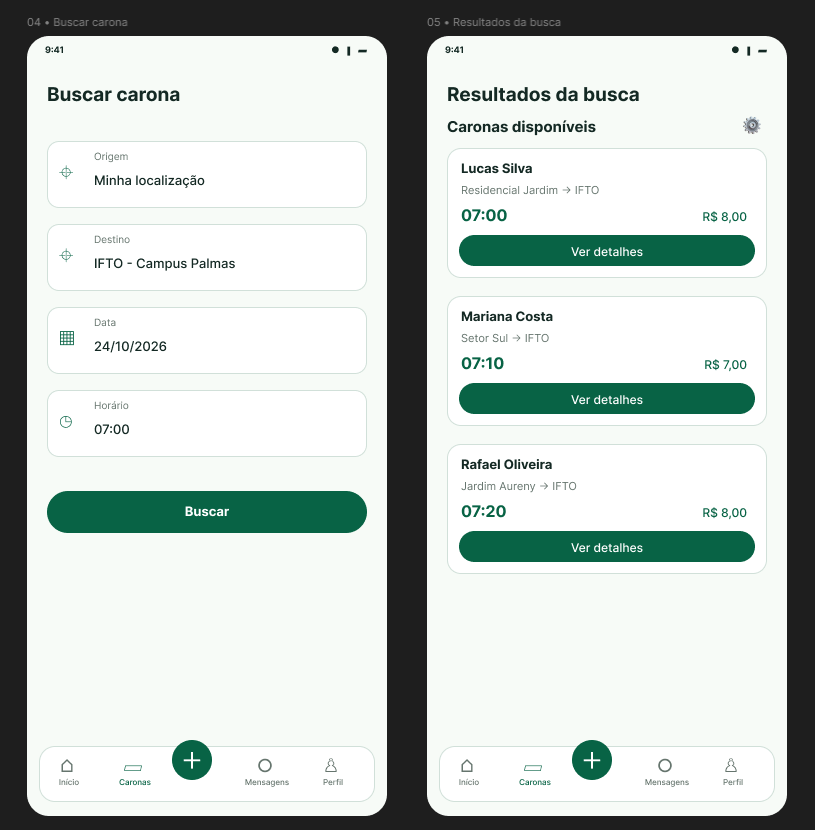 04 • Buscar carona
9:41
Buscar carona
Origem
Minha localização
Destino
IFTO - Campus Palmas
Data
24/10/2026
Horário
07:00
Buscar
Início
Caronas
Mensagens
Perfil
05 • Resultados da busca
9:41
Resultados da busca
Caronas disponíveis
Lucas Silva
Residencial Jardim → IFTO
07:00 R$ 8,00
Ver detalhes
Mariana Costa
Setor Sul → IFTO
07:10 R$ 7,00
Ver detalhes
Rafael Oliveira
Jardim Aureny → IFTO
07:20 R$ 8,00
Ver detalhes
Início
Caronas
Mensagens
Perfil